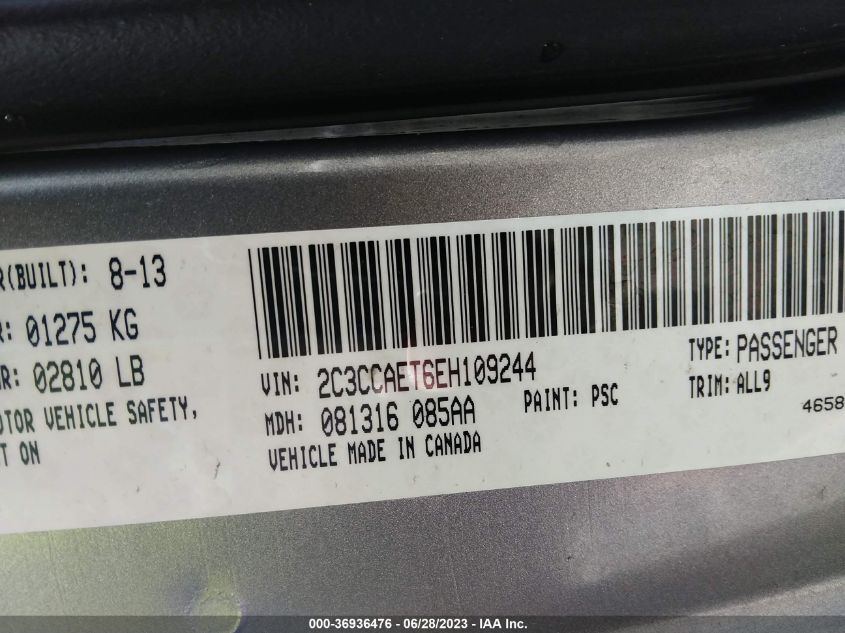 R(BUILT): 8-13
R: 01275 KG
R: 02810 LB
OTOR VEHICLE SAFETY,
T ON
VIN: 2C3CCAET6EH109244
MDH: 081316 085AA
PAINT: PSC
VEHICLE MADE IN CANADA
TYPE: PASSENGER
TRIM: ALL9
4658
000-36936476 - 06/28/2023 - IAA Inc.